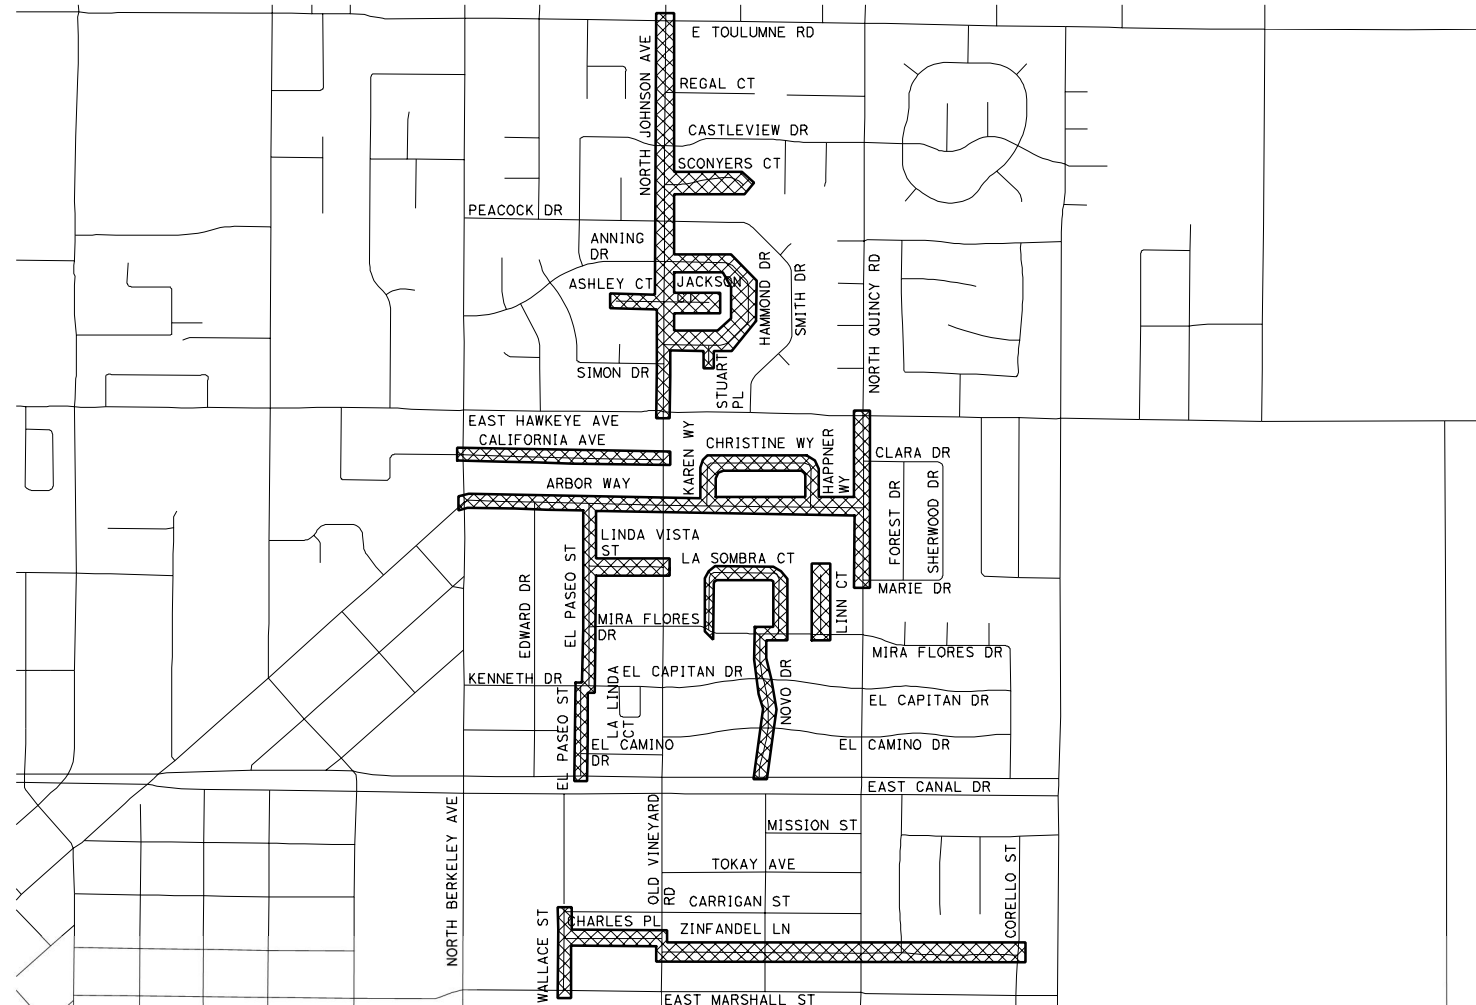 E TOULUMNE RD
NORTH JOHNSON AVE
REGAL CT
CASTLEVIEW DR
SCONYERS CT
PEACOCK DR
ANNING
DR
ASHLEY CT
JACKSON
HAMMOND DR
SMITH DR
NORTH QUINCY RD
SIMON DR
STUART
PL
EAST HAWKEYE AVE
CALIFORNIA AVE
KAREN WY
CHRISTINE WY
HAPPNER
WY
CLARA DR
ARBOR WAY
FOREST DR
SHERWOOD DR
LINDA VISTA
ST
EL PASEO ST
LA SOMBRA CT
LINN CT
MARIE DR
EDWARD DR
MIRA FLORES
DR
MIRA FLORES DR
KENNETH DR
EL CAPITAN DR
LA LINDA
CT
NOVO DR
EL CAPITAN DR
EL PASEO ST
EL CAMINO
DR
EL CAMINO DR
EAST CANAL DR
NORTH BERKELEY AVE
OLD VINEYARD
RD
MISSION ST
TOKAY AVE
CORELLO ST
CARRIGAN ST
WALLACE ST
CHARLES PL
ZINFANDEL LN
EAST MARSHALL ST